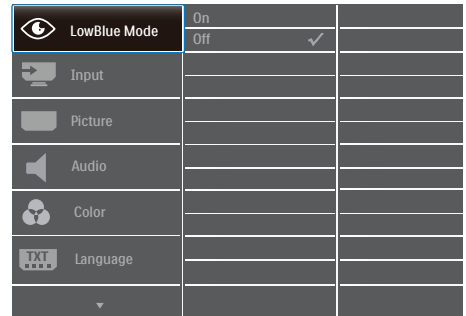 LowBlue Mode
On
Off
Input
Picture
Audio
Color
TXT
Language